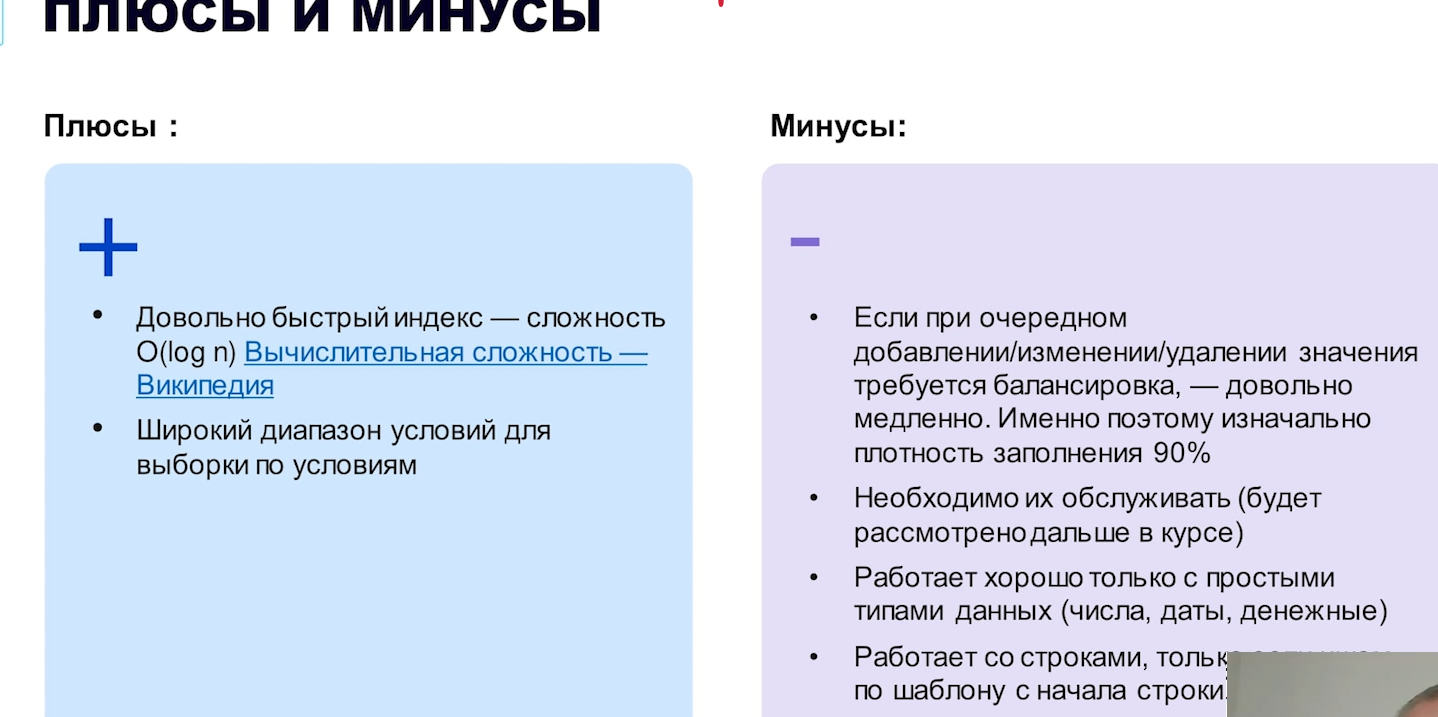 плюсы и минусы
Плюсы :
Минусы:
Довольно быстрый индекс — сложность
O(log n) Вычислительная сложность —
Википедия
Широкий диапазон условий для
выборки по условиям
Если при очередном
добавлении/изменении/удалении значения
требуется балансировка, — довольно
медленно. Именно поэтому изначально
плотность заполнения 90%
Необходимо их обслуживать (будет
рассмотрено дальше в курсе)
Работает хорошо только с простыми
типами данных (числа, даты, денежные)
Работает со строками, только
по шаблону с начала строки